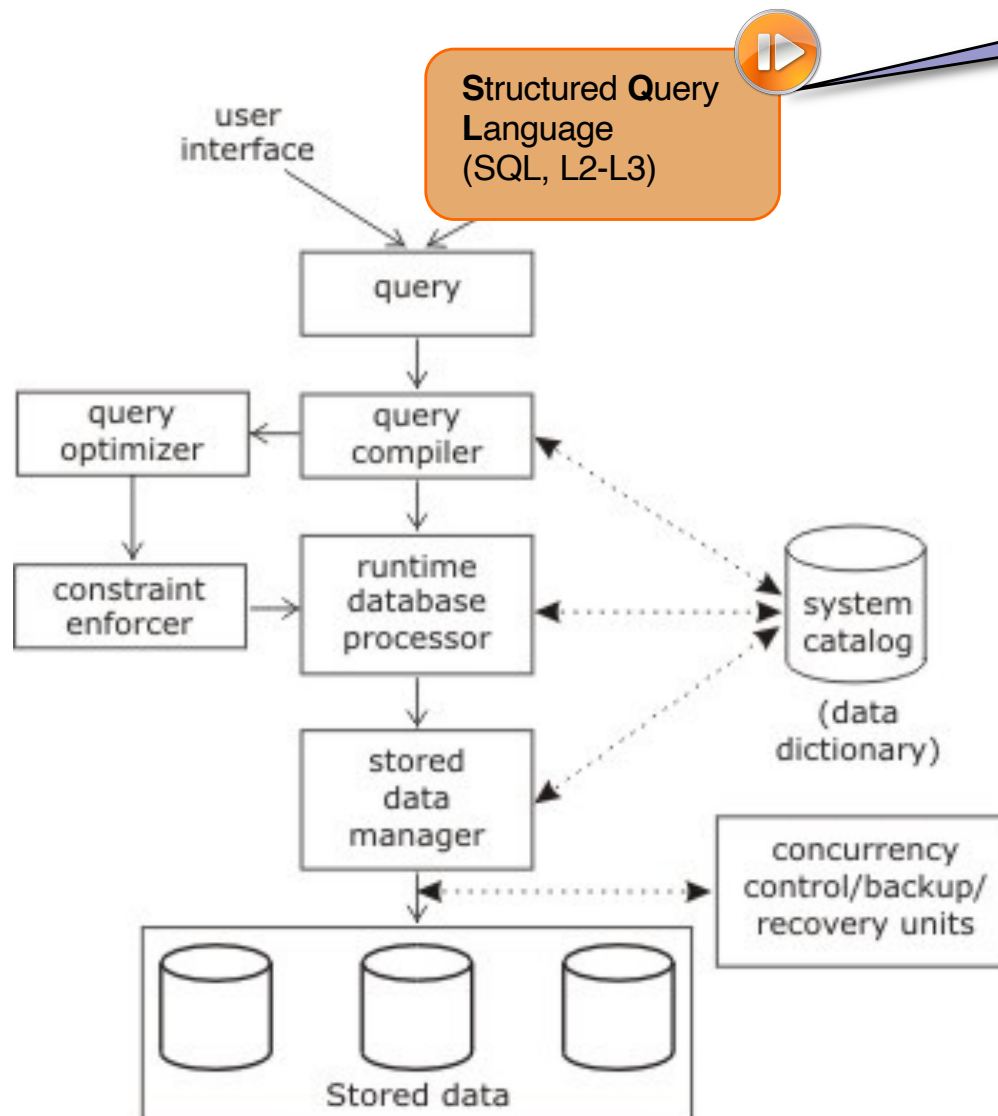 Structured Query
Language
(SQL, L2-L3)
user
interface
query
query
optimizer
query
compiler
constraint
enforcer
runtime
database
processor
system
catalog
(data
dictionary)
stored
data
manager
concurrency
control/backup/
recovery units
Stored data